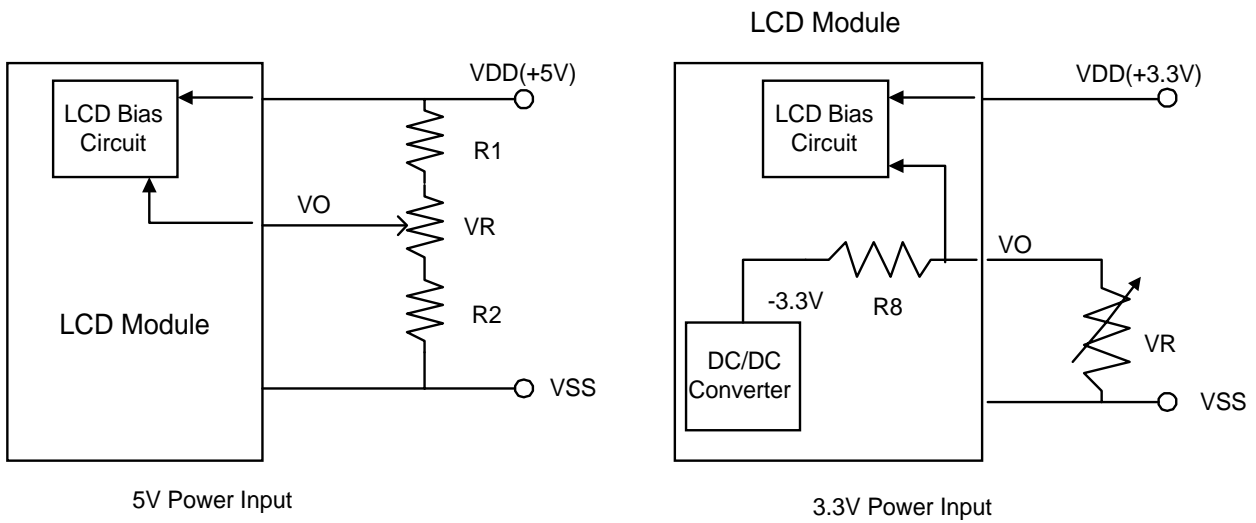 VDD(+5V)
LCD Bias
Circuit
R1
VO
VR
LCD Module
R2
VSS
5V Power Input
LCD Module
VDD(+3.3V)
LCD Bias
Circuit
VO
-3.3V
R8
VR
DC/DC
Converter
VSS
3.3V Power Input